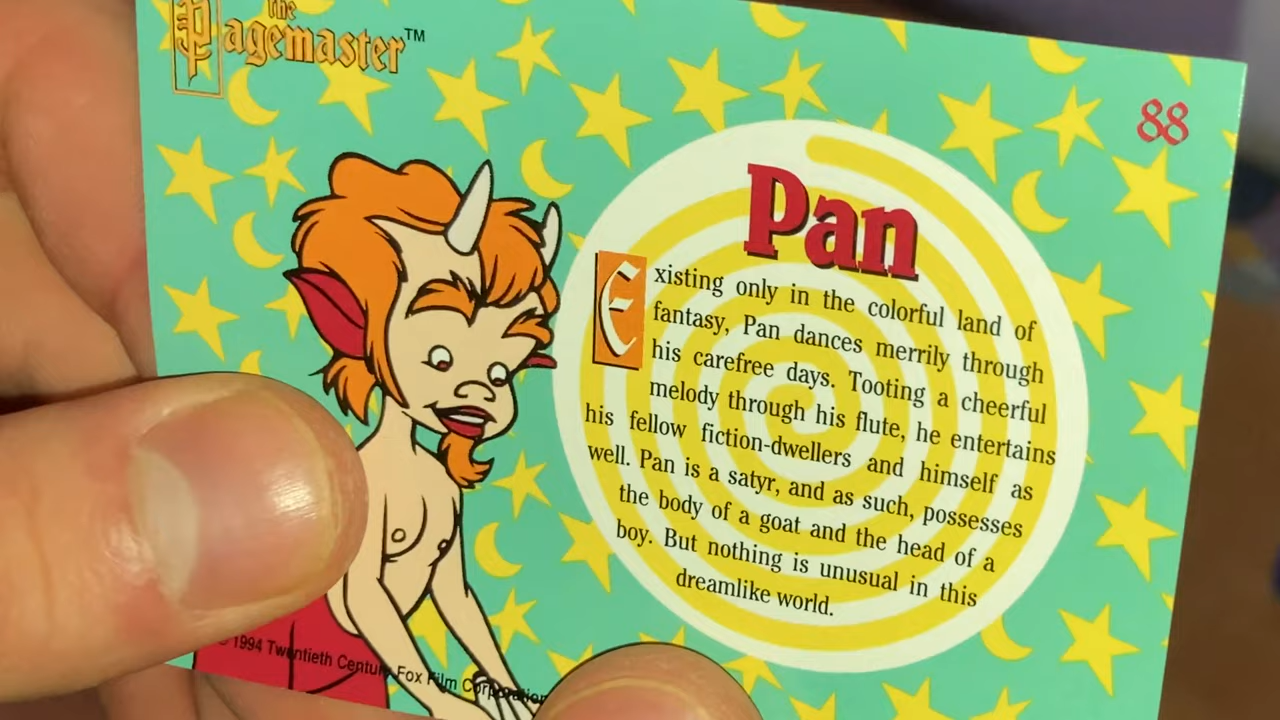 the
Pagemaster™
88
Pan
Existing only in the colorful land of
fantasy, Pan dances merrily through
his carefree days. Tooting a cheerful
melody through his flute, he entertains
his fellow fiction-dwellers and himself as
well. Pan is a satyr, and as such, possesses
the body of a goat and the head of a
boy. But nothing is unusual in this
dreamlike world.
© 1994 Twentieth Century Fox Film Corporation